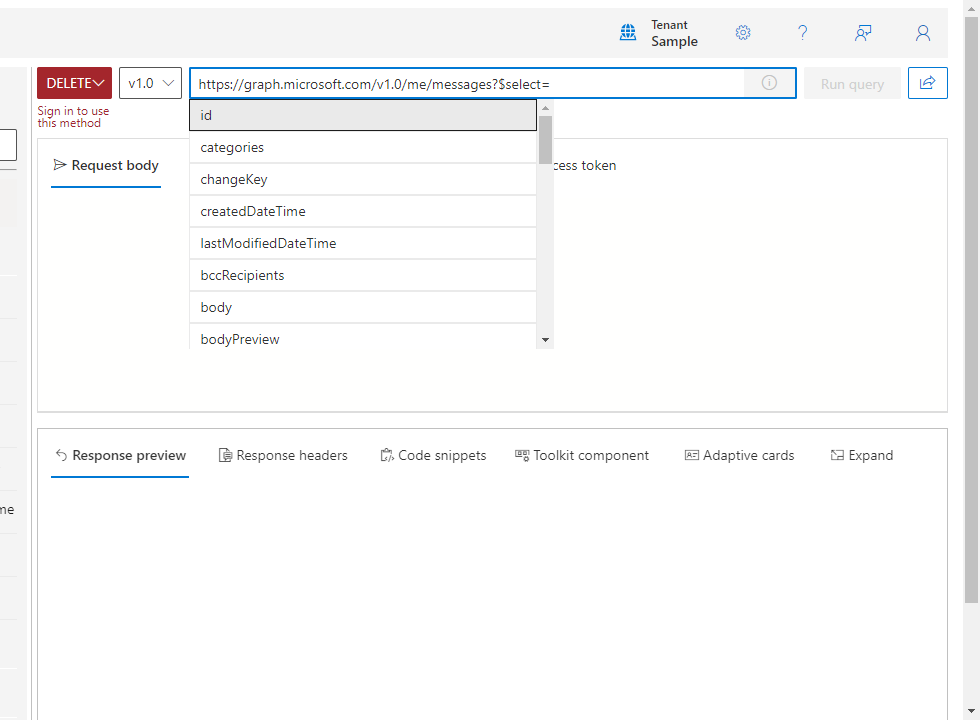 Tenant
Sample
DELETE
v1.0
https://graph.microsoft.com/v1.0/me/messages?$select=
Run query
Sign in to use
this method
id
categories
changeKey
createdDateTime
lastModifiedDateTime
bccRecipients
body
bodyPreview
Request body
cess token
Response preview
Response headers
Code snippets
Toolkit component
Adaptive cards
Expand
me